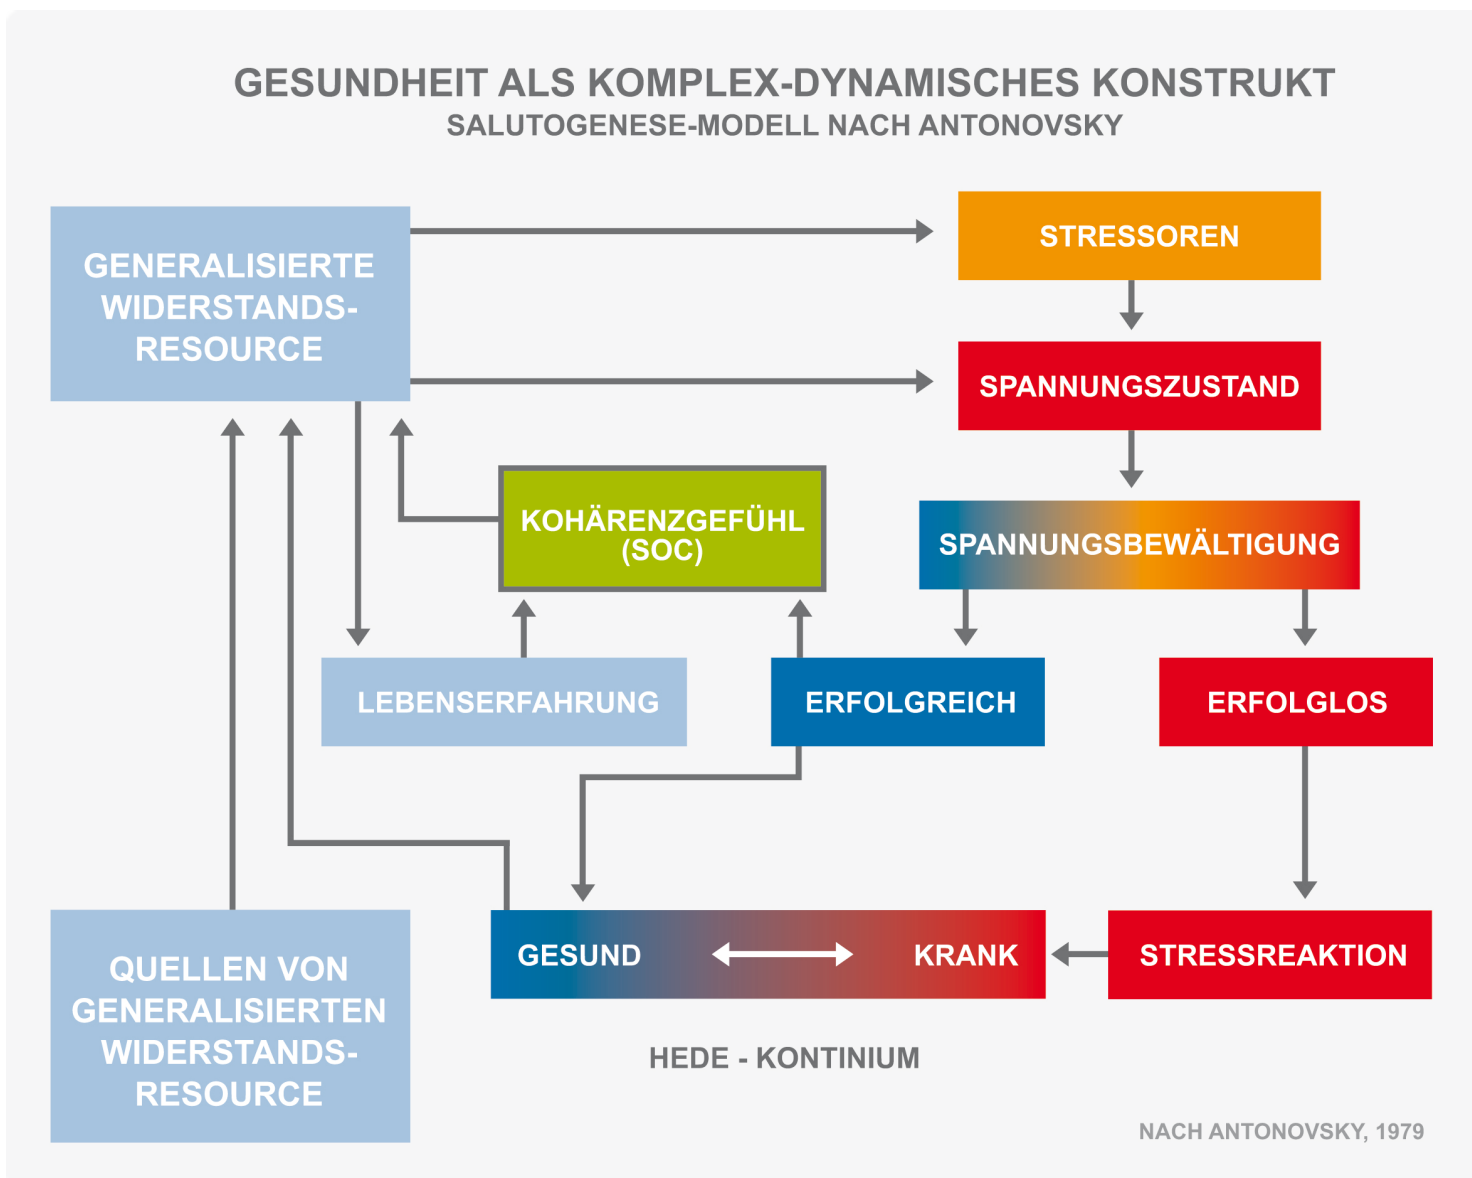 GESUNDHEIT ALS KOMPLEX-DYNAMISCHES KONSTRUKT
SALUTOGENESE-MODELL NACH ANTONOVSKY
GENERALISIERTE
WIDERSTANDS-
RESOURCE
STRESSOREN
SPANNUNGSZUSTAND
KOHÄRENZGEFÜHL
(SOC)
SPANNUNGSBEWÄLTIGUNG
LEBENSERFAHRUNG
ERFOLGREICH
ERFOLGLOS
QUELLEN VON
GENERALISIERTEN
WIDERSTANDS-
RESOURCE
GESUND
KRANK
STRESSREAKTION
HEDE - KONTINIUM
NACH ANTONOVSKY, 1979